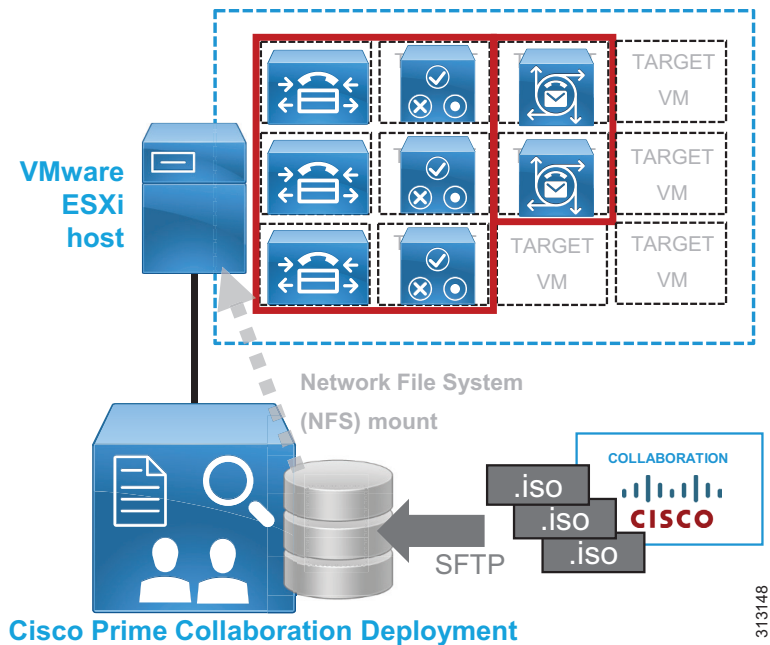 TARGET
VM
VMware
ESXi
host
TARGET
VM
TARGET
VM
TARGET
VM
Network File System
(NFS) mount
COLLABORATION
CISCO
.iso
.iso
.iso
SFTP
Cisco Prime Collaboration Deployment
313148